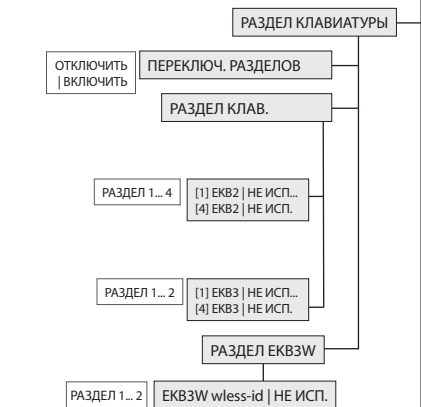 РАЗДЕЛ КЛАВИАТУРЫ
ОТКЛЮЧИТЬ
| ВКЛЮЧИТЬ
ПЕРЕКЛЮЧ. РАЗДЕЛОВ
РАЗДЕЛ КЛАВ.
РАЗДЕЛ 1... 4
[1] EKB2 | НЕ ИСП...
[4] EKB2 | НЕ ИСП.
РАЗДЕЛ 1... 2
[1] EKB3 | НЕ ИСП...
[4] EKB3 | НЕ ИСП.
РАЗДЕЛ EKB3W
РАЗДЕЛ 1... 2
EKB3W wless-id | НЕ ИСП.